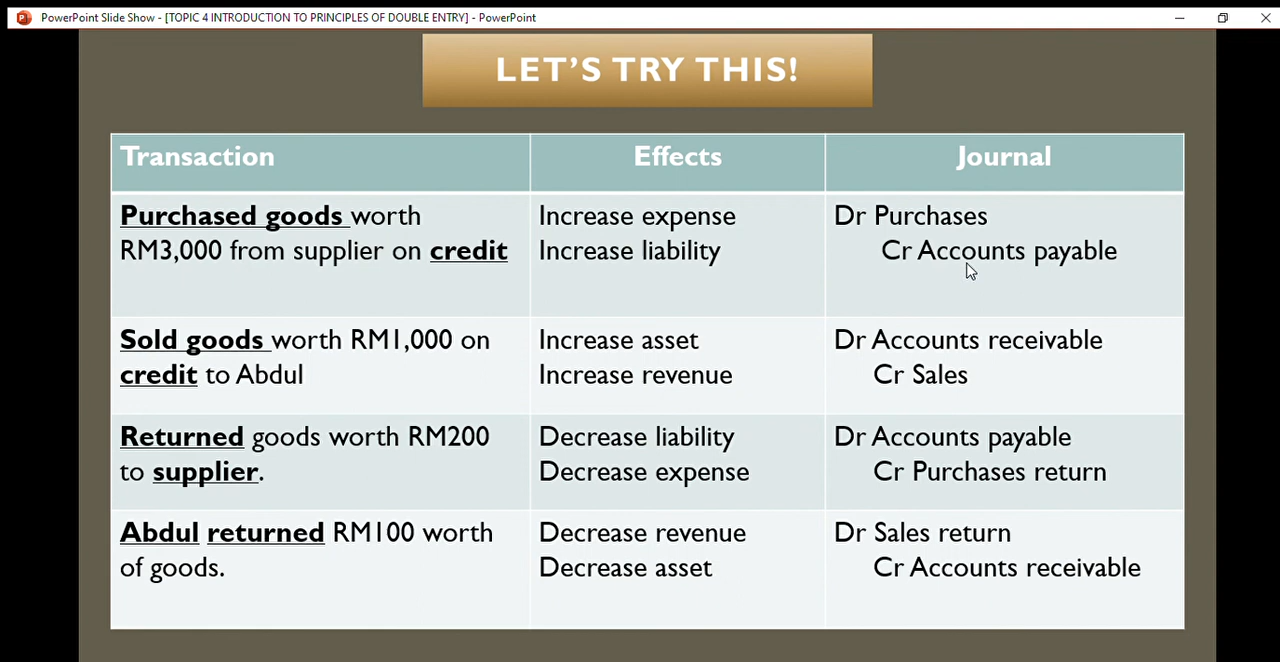 PowerPoint Slide Show - [TOPIC 4 INTRODUCTION TO PRINCIPLES OF DOUBLE ENTRY] - PowerPoint
LET'S TRY THIS!
Transaction
Effects
Journal
Purchased goods worth
RM3,000 from supplier on credit
Increase expense
Increase liability
Dr Purchases
Cr Accounts payable
Sold goods worth RM1,000 on
credit to Abdul
Increase asset
Increase revenue
Dr Accounts receivable
Cr Sales
Returned goods worth RM200
to supplier.
Decrease liability
Decrease expense
Dr Accounts payable
Cr Purchases return
Abdul returned RM100 worth
of goods.
Decrease revenue
Decrease asset
Dr Sales return
Cr Accounts receivable